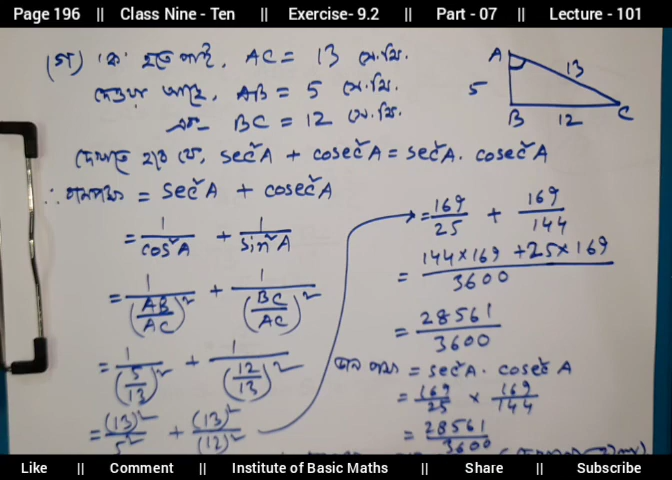 Page 196 || Class Nine - Ten || Exercise- 9.2 || Part - 07 || Lecture - 101
(গ) 'ক' হতে পাই, AC = 13 সে.মি.
দেওয়া আছে, AB = 5 সে.মি.
এবং BC = 12 সে.মি.
A
5
13
B
12
C
দেখাতে হবে যে, sec²A + cosec²A = sec²A. cosec²A
∴ বামপক্ষ = sec²A + cosec²A
= 1/cos²A + 1/sin²A
= 1/(AB/AC)² + 1/(BC/AC)²
= 1/(5/13)² + 1/(12/13)²
= (13)²/5² + (13)²/(12)²
= 169/25 + 169/144
= 144×169 + 25×169 / 3600
= 28561/3600
ডান পক্ষ = sec²A. cosec²A
= 169/25 × 169/144
= 28561/3600
Like || Comment || Institute of Basic Maths || Share || Subscribe